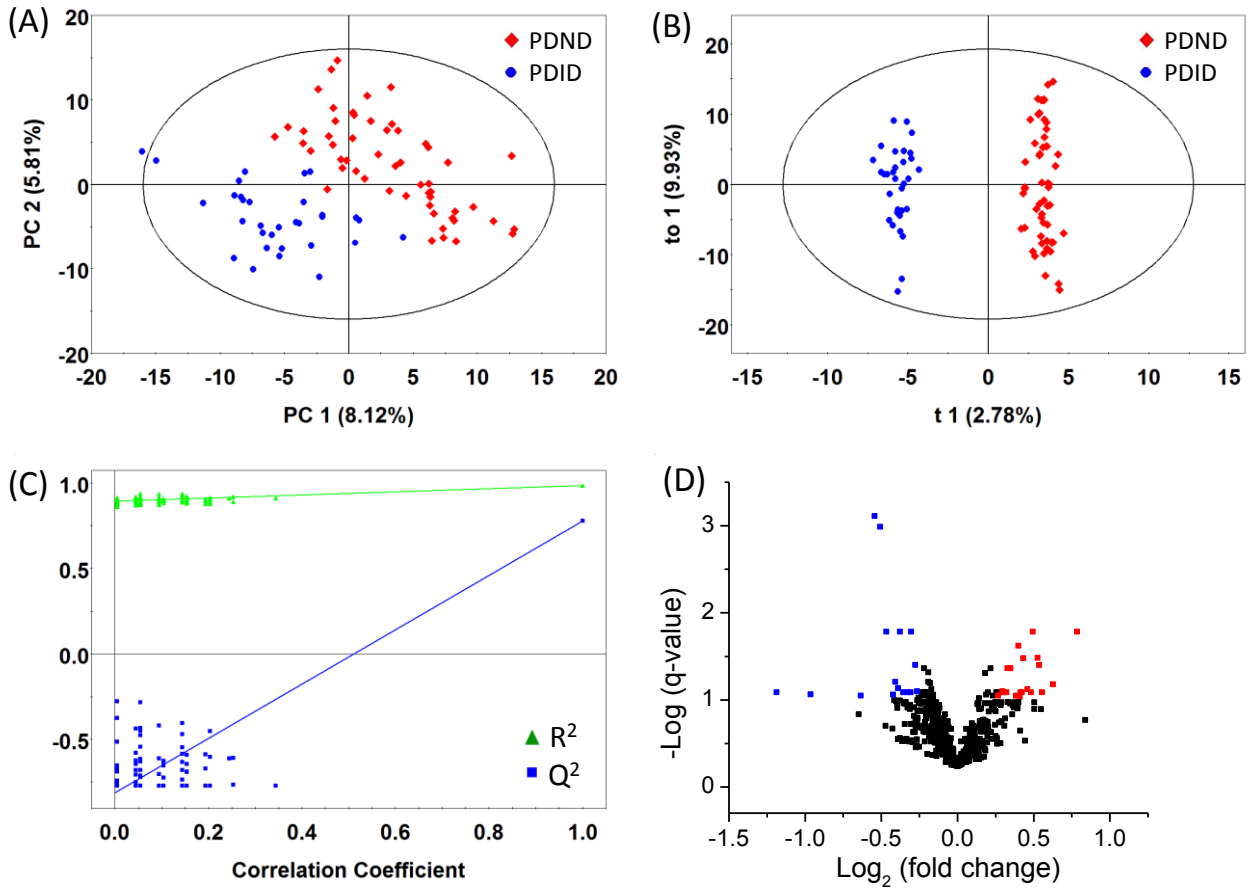 (A)
20
10
0
-10
-20
-20
-15
-10
-5
0
5
10
15
20
PC 2 (5.81%)
PC 1 (8.12%)
PDND
PDID
(B)
20
10
0
-10
-20
-15
-10
-5
0
5
10
15
to 1 (9.93%)
t 1 (2.78%)
PDND
PDID
(C)
1.0
0.5
0.0
-0.5
0.0
0.2
0.4
0.6
0.8
1.0
Correlation Coefficient
R²
Q²
(D)
3
2
1
0
-1.5
-1.0
-0.5
0.0
0.5
1.0
-Log (q-value)
Log₂ (fold change)